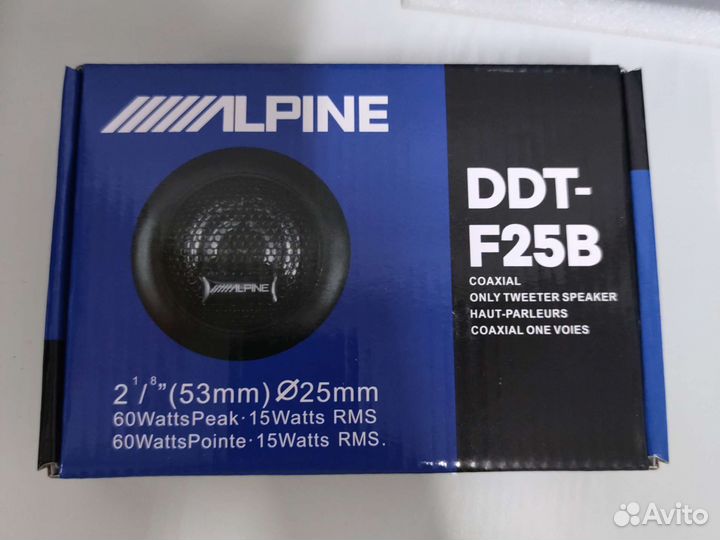 ALPINE
DDT-
F25B
COAXIAL
ONLY TWEETER SPEAKER
HAUT-PARLEURS
COAXIAL ONE VOIES
ALPINE
2 1/8"(53mm) Ø25mm
60WattsPeak·15Watts RMS
60WattsPointe·15Watts RMS.
Avito